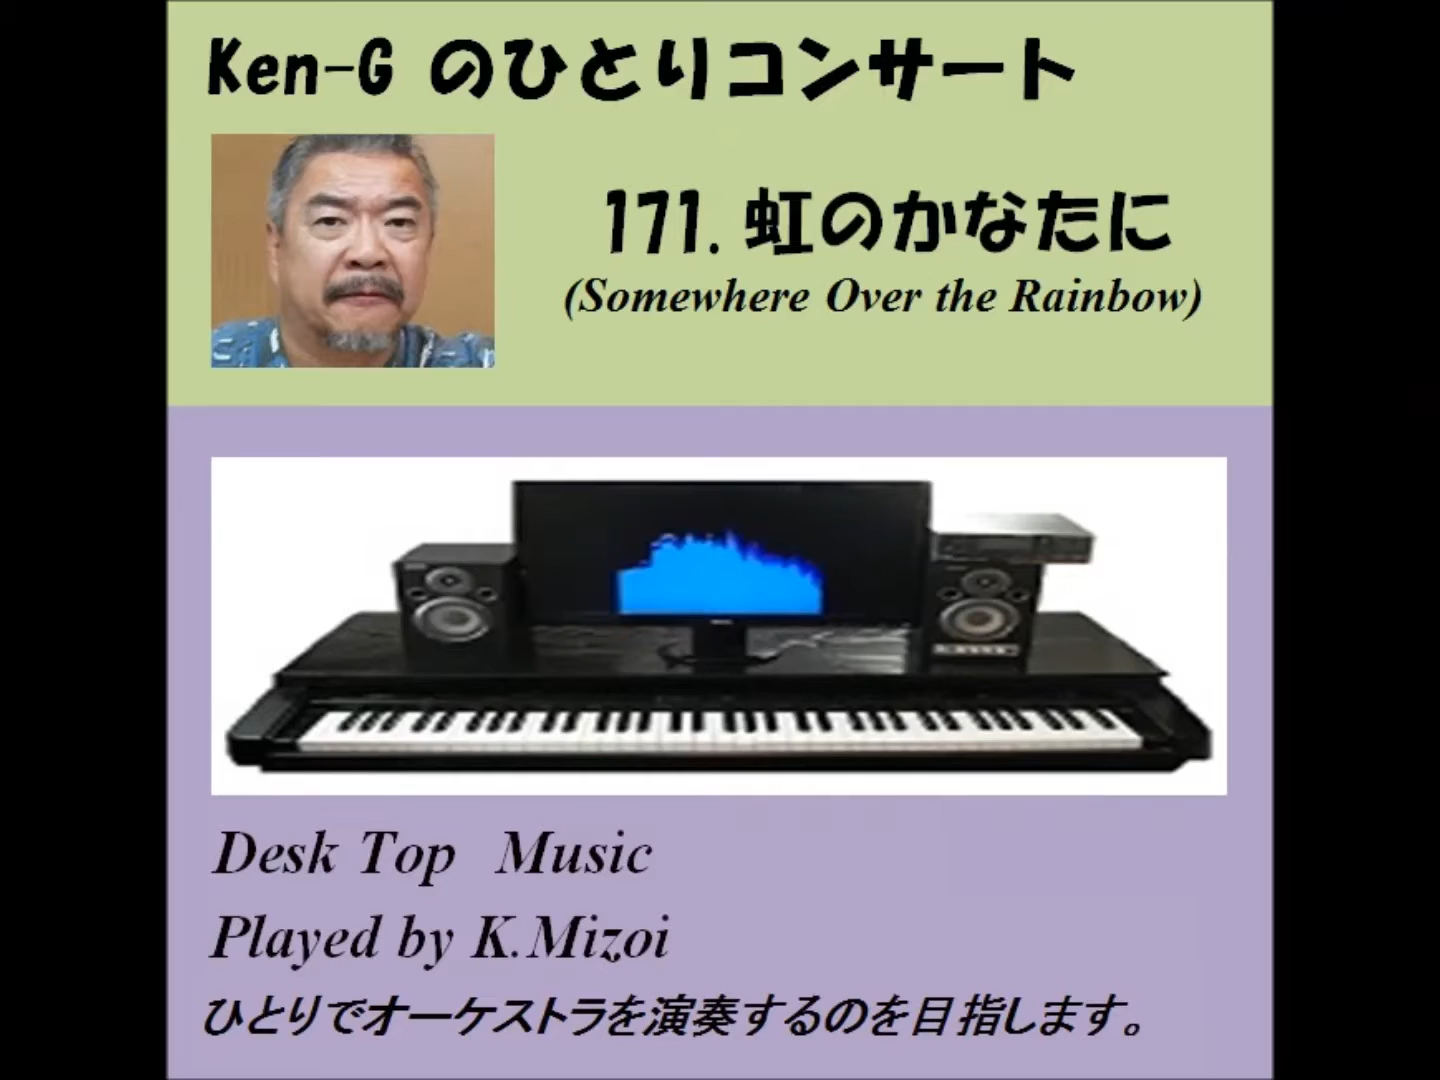 Ken-G のひとりコンサート
171. 虹のかなたに
(Somewhere Over the Rainbow)
Desk Top Music
Played by K.Mizoi
ひとりでオーケストラを演奏するのを目指します。